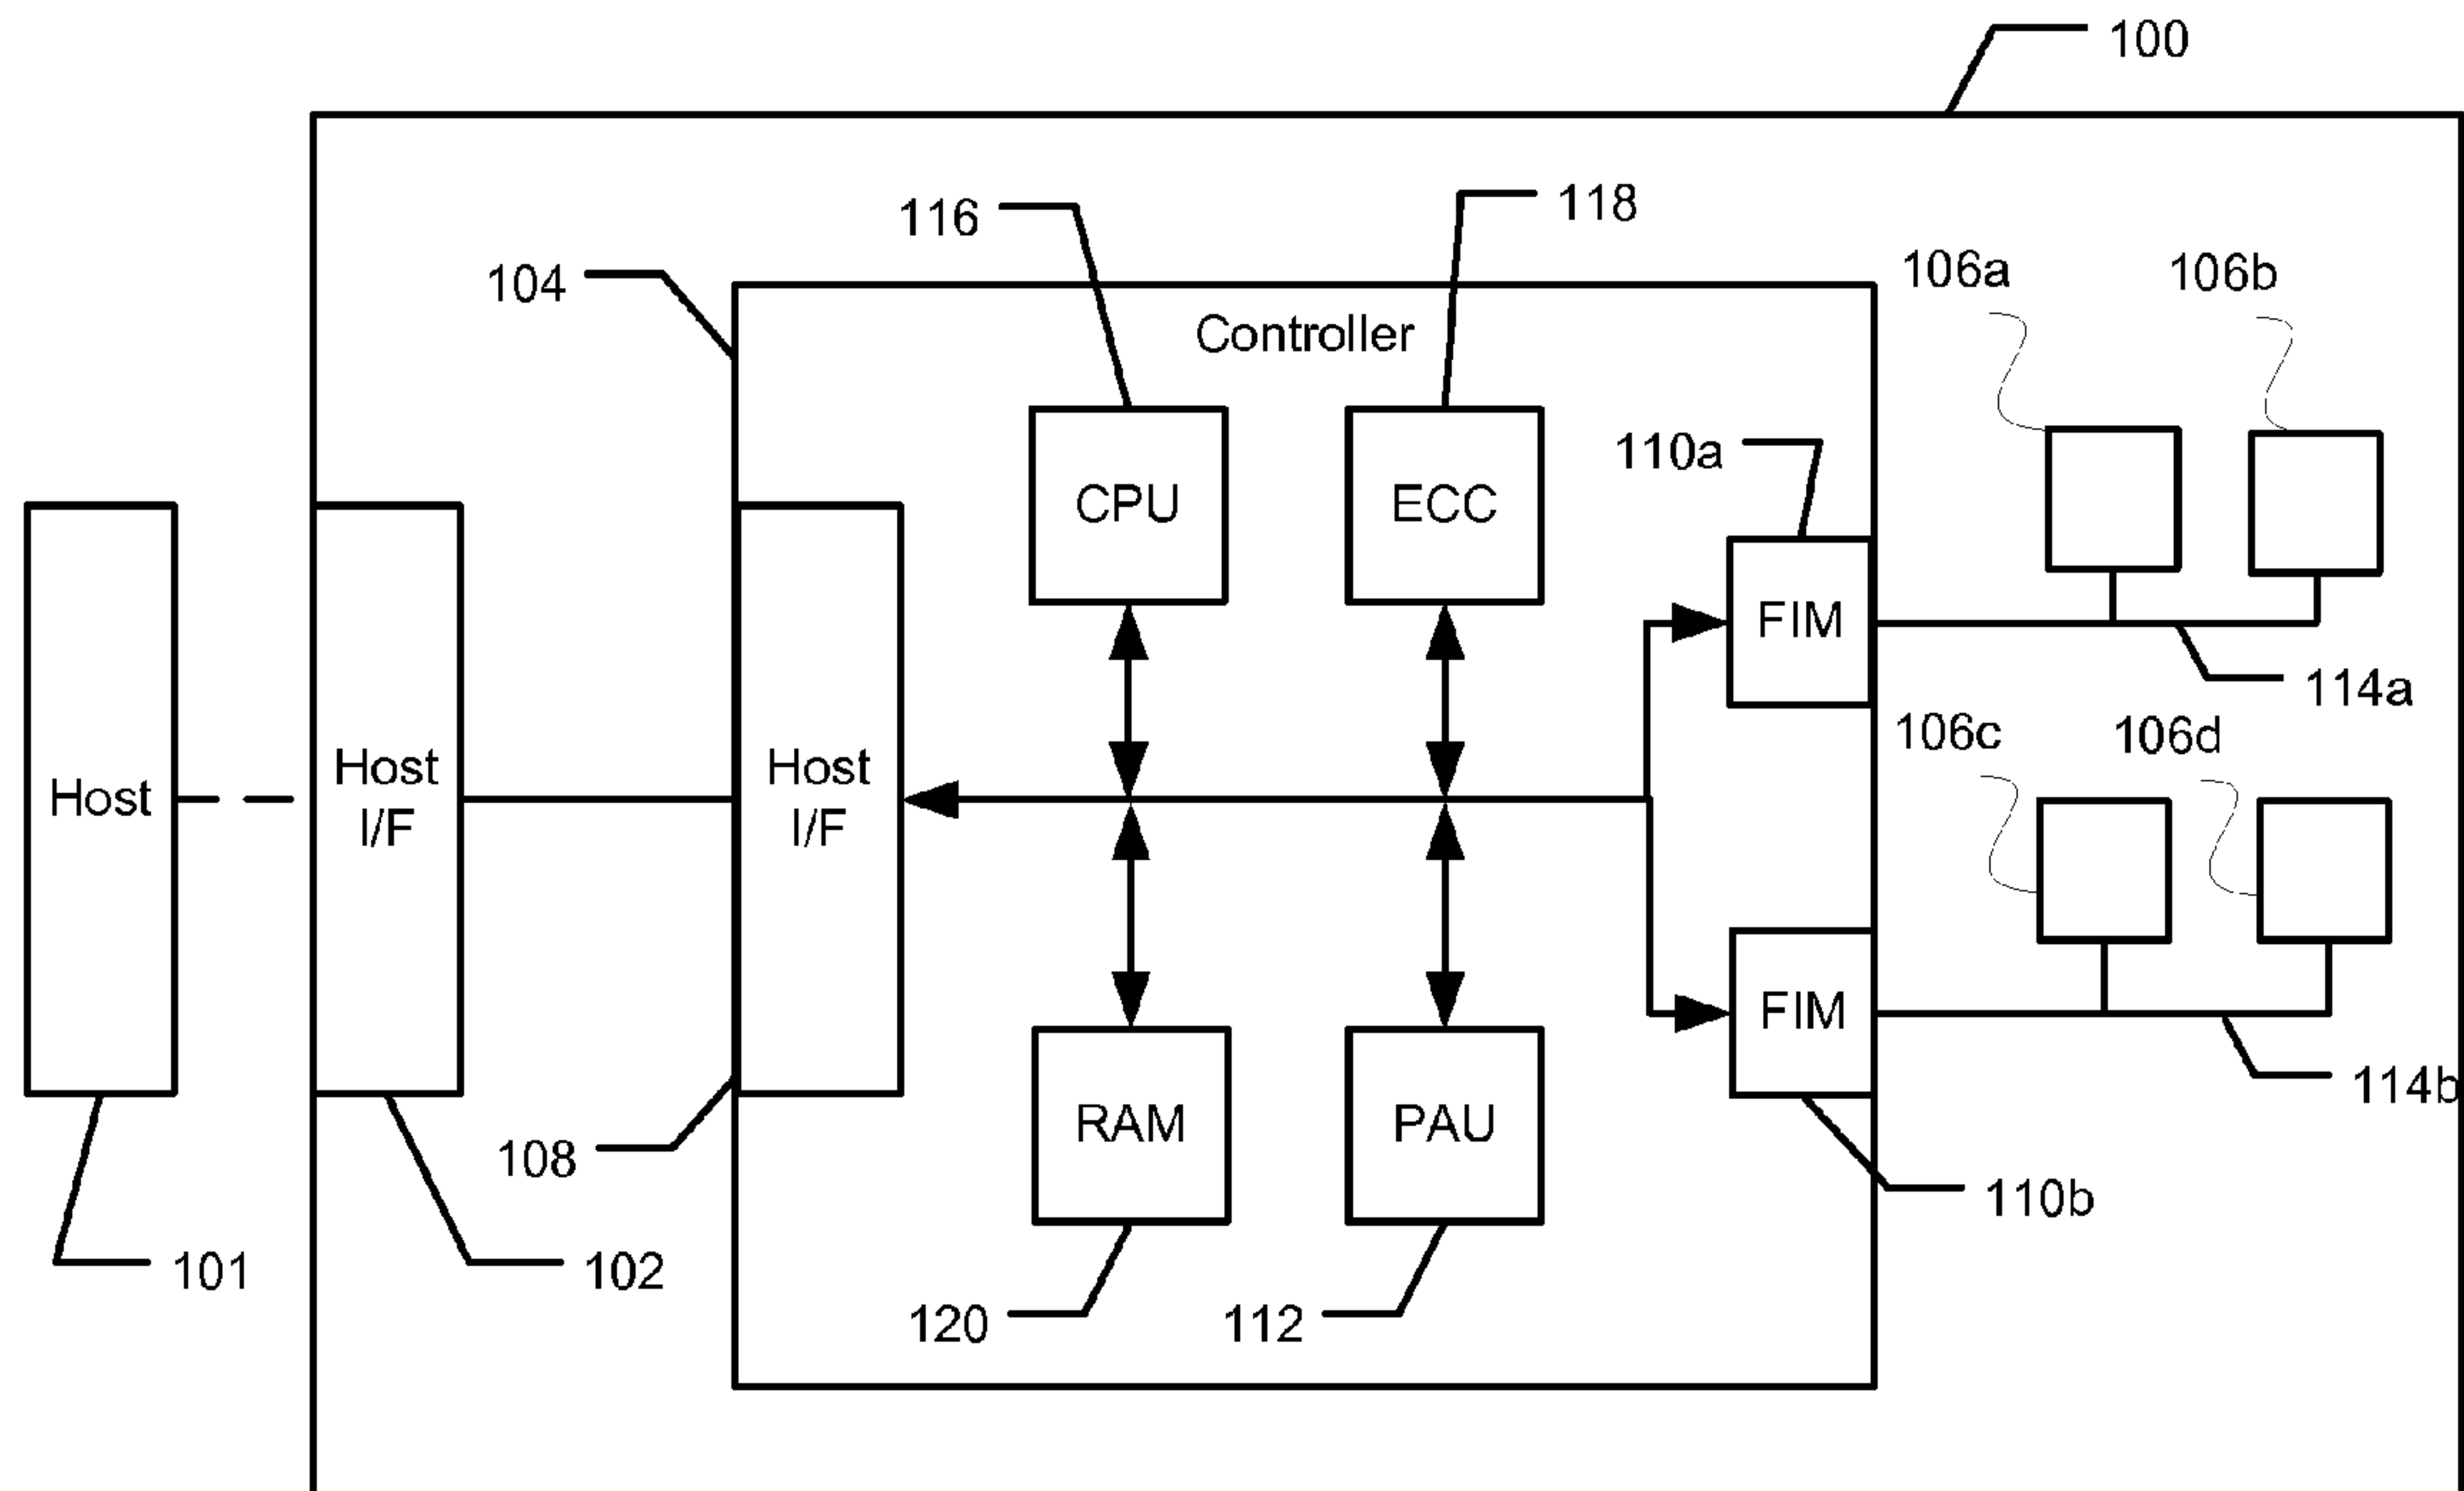 100
116
118
104
106a
106b
Controller
110a
CPU
ECC
FIM
114a
106c
106d
Host
Host
I/F
Host
I/F
FIM
114b
RAM
PAU
108
110b
101
102
120
112